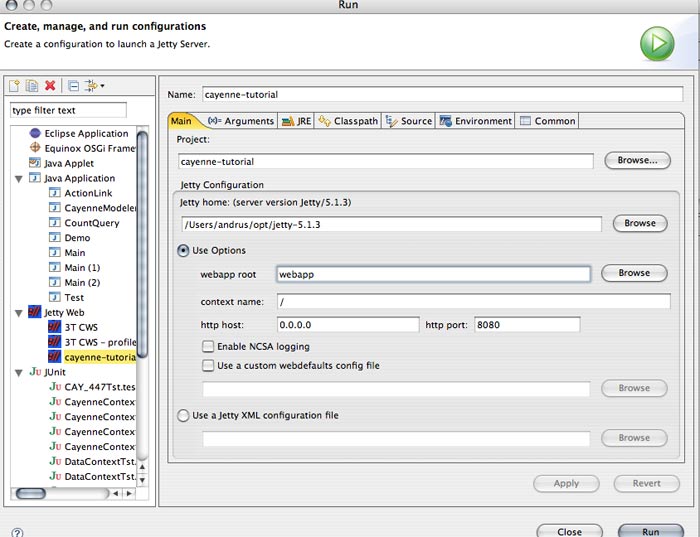 Run
Create, manage, and run configurations
Create a configuration to launch a Jetty Server.
type filter text
Eclipse Application
Equinox OSGi Frame
Java Applet
Java Application
ActionLink
CayenneModeler
CountQuery
Demo
Main
Main (1)
Main (2)
Test
Jetty Web
3T CWS
3T CWS - profile
cayenne-tutoria
JUnit
CAY_447Tst.tes
CayenneContext
CayenneContext
CayenneContext
CayenneContext
CayenneContext
DataContextTst.
DataContextTst.
Name: cayenne-tutorial
Main (x)= Arguments JRE Classpath Source Environment Common
Project:
cayenne-tutorial Browse...
Jetty Configuration
Jetty home: (server version Jetty/5.1.3)
/Users/andrus/opt/jetty-5.1.3 Browse
Use Options
webapp root webapp Browse
context name: /
http host: 0.0.0.0 http port: 8080
Enable NCSA logging
Use a custom webdefaults config file
Browse
Use a Jetty XML configuration file
Browse
Apply Revert
Close Run